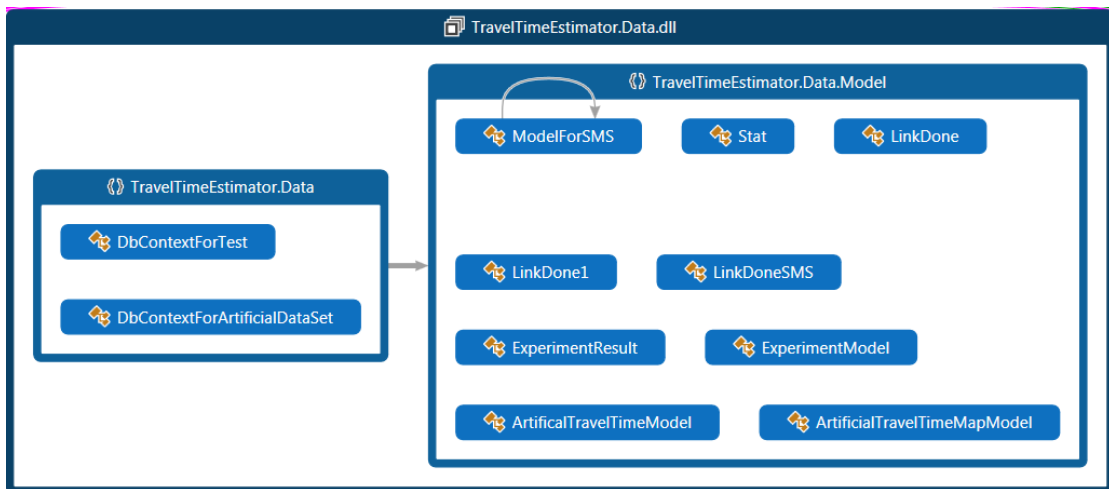 TravelTimeEstimator.Data.dll
TravelTimeEstimator.Data
DbContextForTest
DbContextForArtificialDataSet
TravelTimeEstimator.Data.Model
ModelForSMS Stat LinkDone
LinkDone1 LinkDoneSMS
ExperimentResult ExperimentModel
ArtificalTravelTimeModel ArtificialTravelTimeMapModel